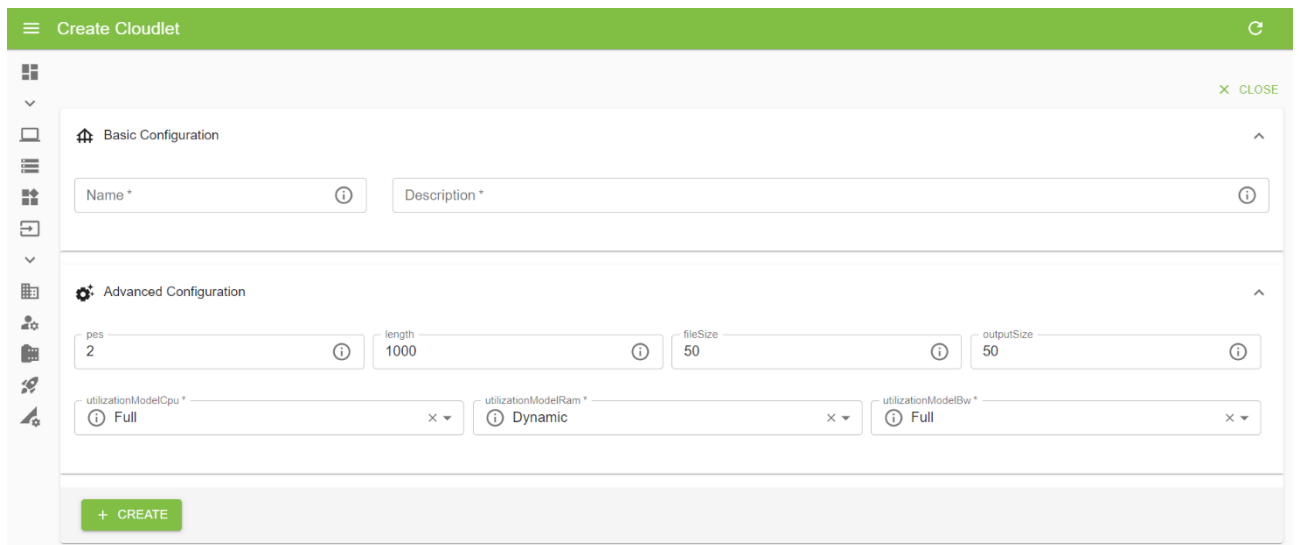 Create Cloudlet
CLOSE
Basic Configuration
Name *
Description *
Advanced Configuration
pes
2
length
1000
fileSize
50
outputSize
50
utilizationModelCpu *
Full
utilizationModelRam *
Dynamic
utilizationModelBw *
Full
+ CREATE